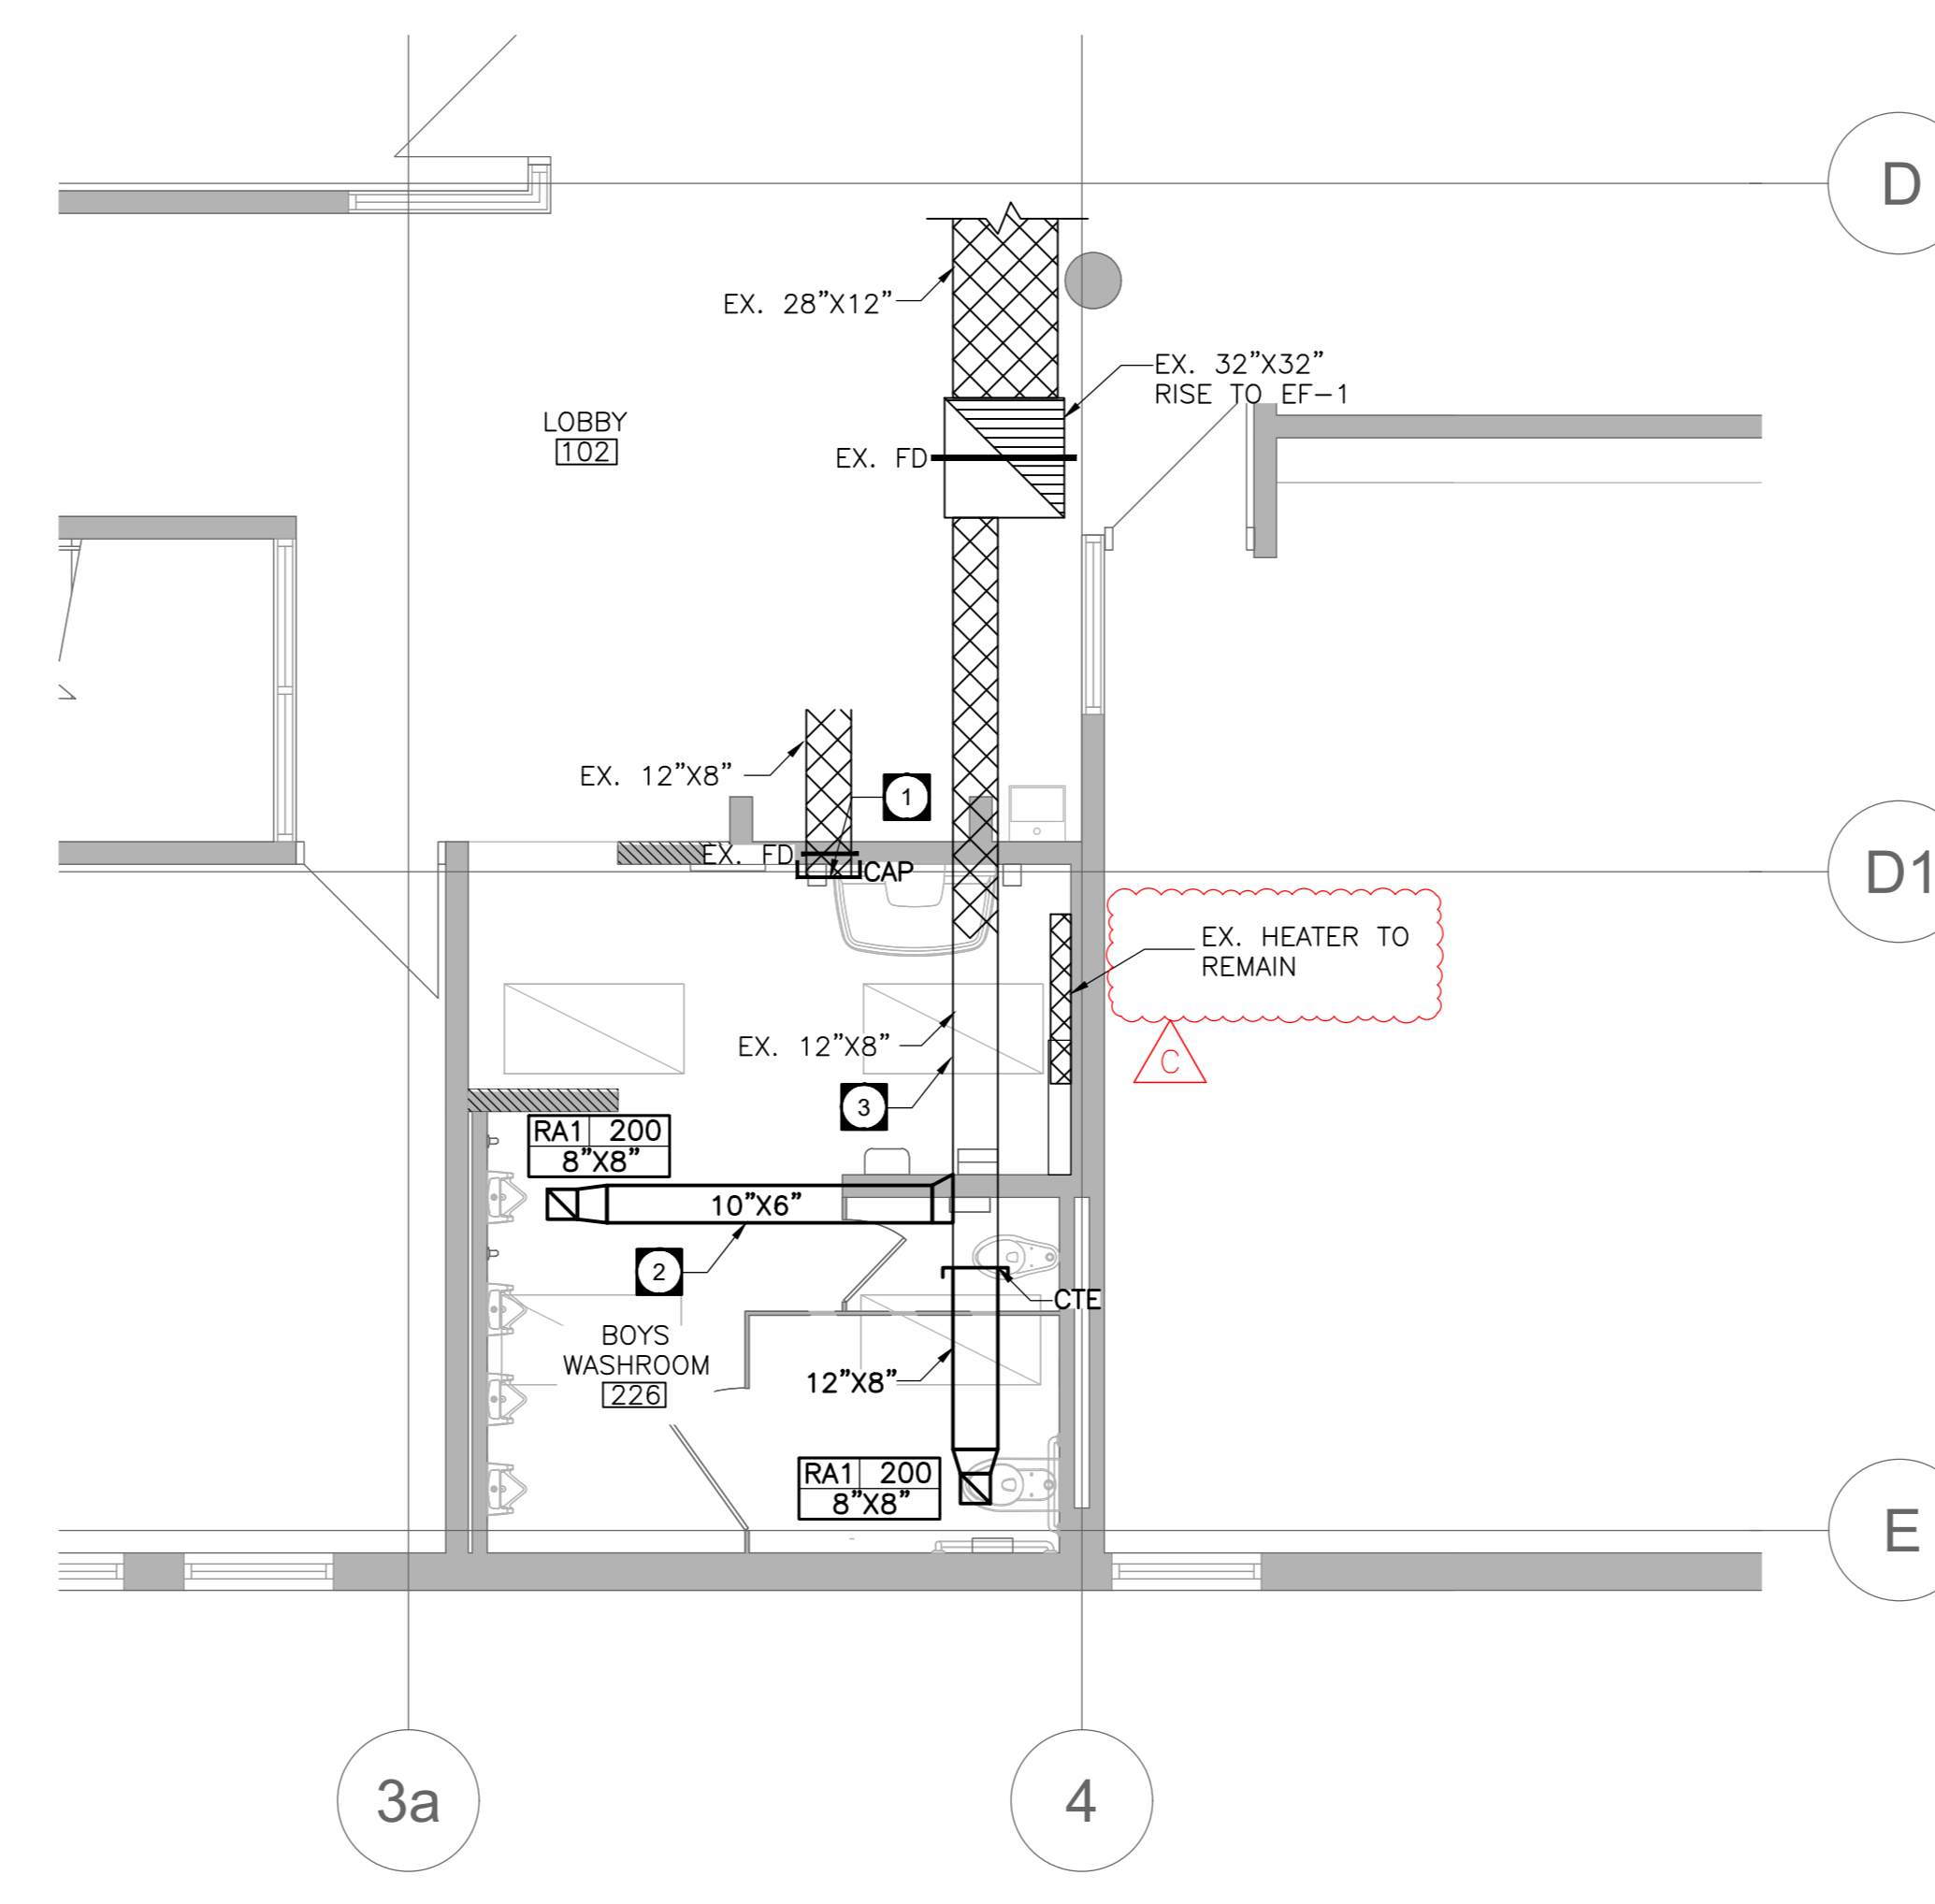 D
EX. 28”X12”
EX. 32”X32”
RISE TO EF-1
LOBBY
102
EX. FD
EX. 12”X8”
1
EX. FD
CAP
D1
EX. HEATER TO
REMAIN
C
EX. 12”X8”
3
RA1 200
8”X8”
10”X6”
2
CTE
BOYS
WASHROOM
226
12”X8”
RA1 200
8”X8”
E
3a
4